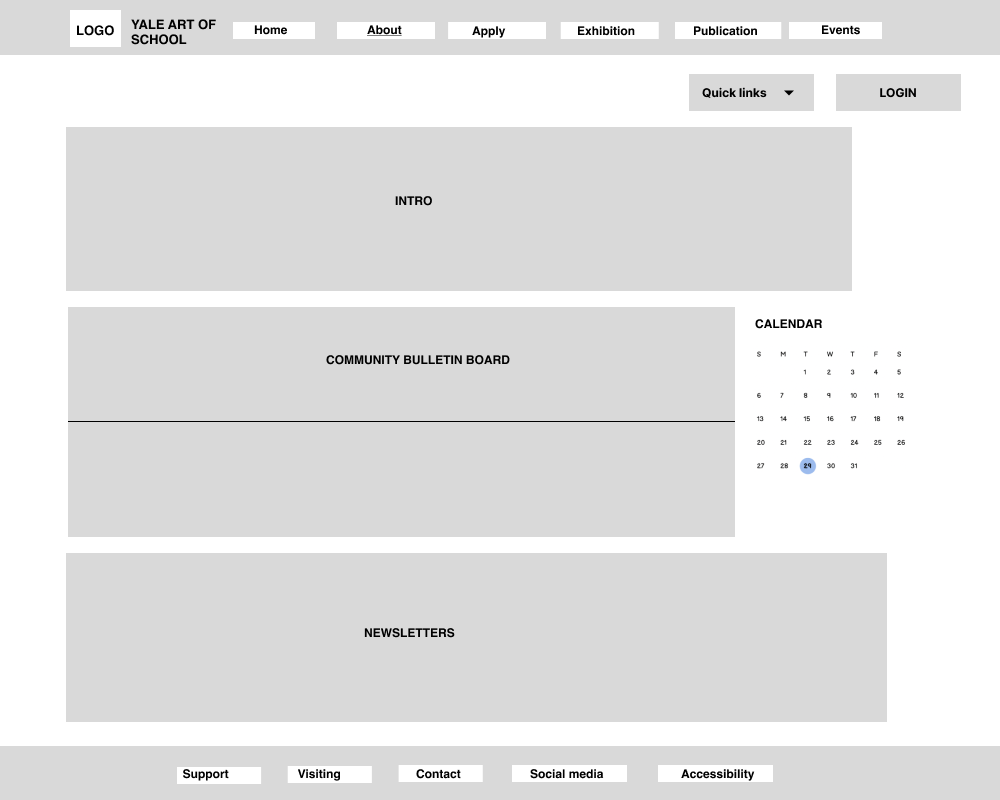 LOGO YALE ART OF SCHOOL Home About Apply Exhibition Publication Events
Quick links LOGIN
INTRO
COMMUNITY BULLETIN BOARD
CALENDAR
S M T W T F S
1 2 3 4 5
6 7 8 9 10 11 12
13 14 15 16 17 18 19
20 21 22 23 24 25 26
27 28 29 30 31
NEWSLETTERS
Support Visiting Contact Social media Accessibility